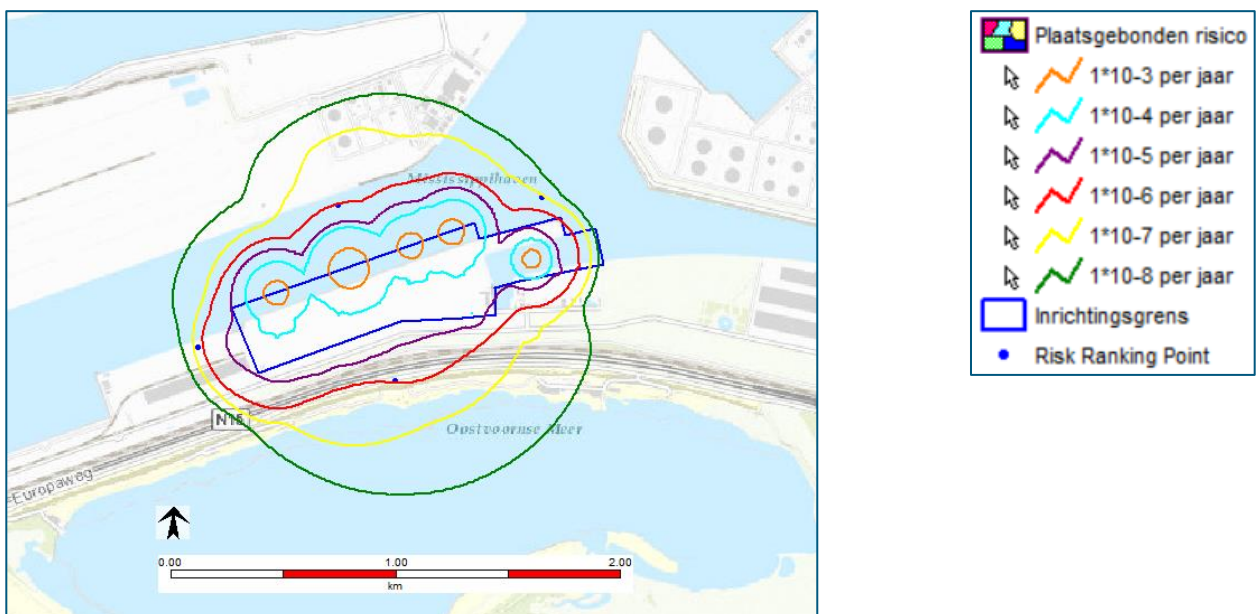 Mississippihaven
Oostvoornse Meer
N15
Europaweg
0.00 1.00 2.00
km
Plaatsgebonden risico
1*10-3 per jaar
1*10-4 per jaar
1*10-5 per jaar
1*10-6 per jaar
1*10-7 per jaar
1*10-8 per jaar
Inrichtingsgrens
Risk Ranking Point